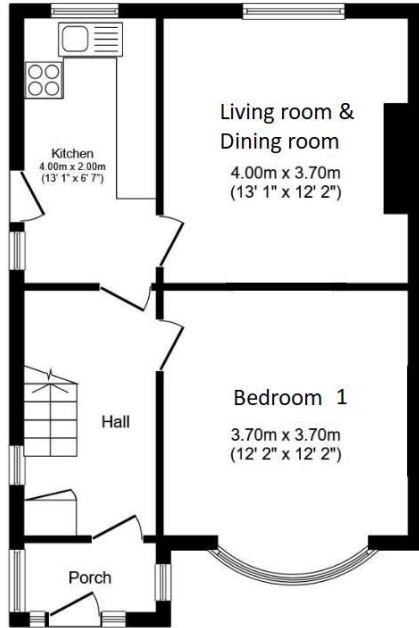 Kitchen
4.00m x 2.00m
(13' 1" x 6' 7")
Living room &
Dining room
4.00m x 3.70m
(13' 1" x 12' 2")
Hall
Bedroom 1
3.70m x 3.70m
(12' 2" x 12' 2")
Porch